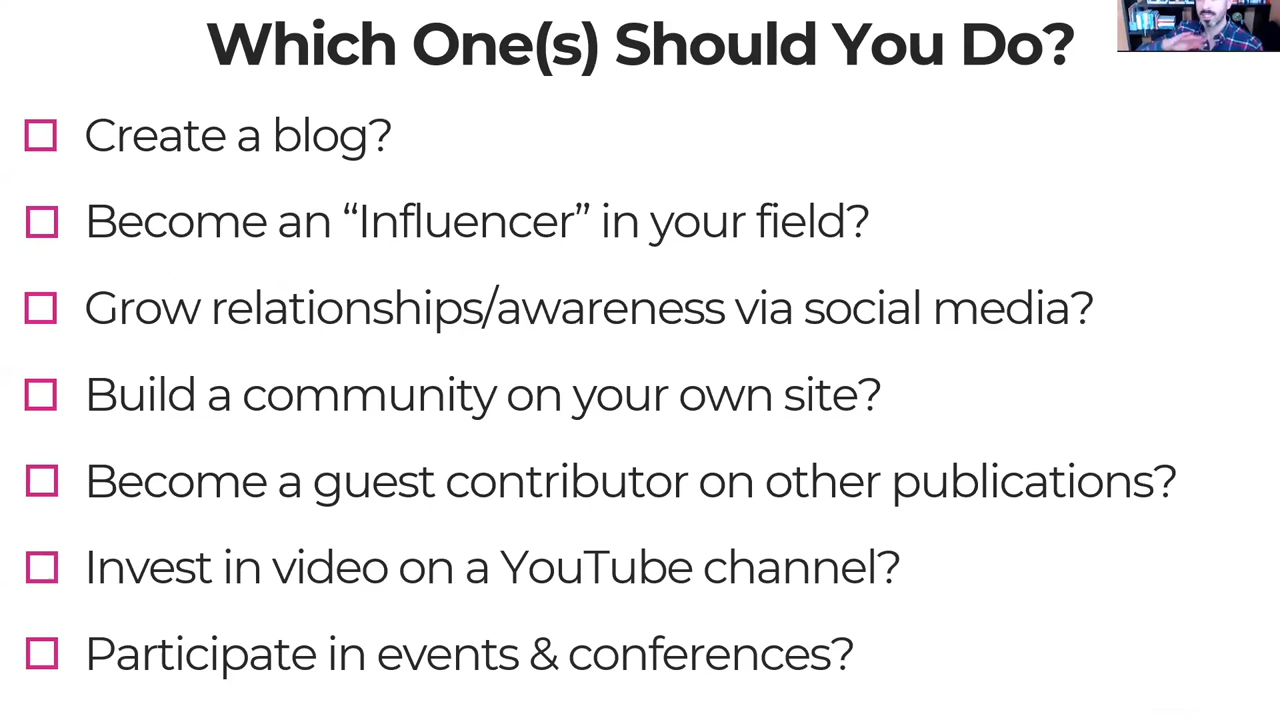 Which One(s) Should You Do?
Create a blog?
Become an “Influencer” in your field?
Grow relationships/awareness via social media?
Build a community on your own site?
Become a guest contributor on other publications?
Invest in video on a YouTube channel?
Participate in events & conferences?